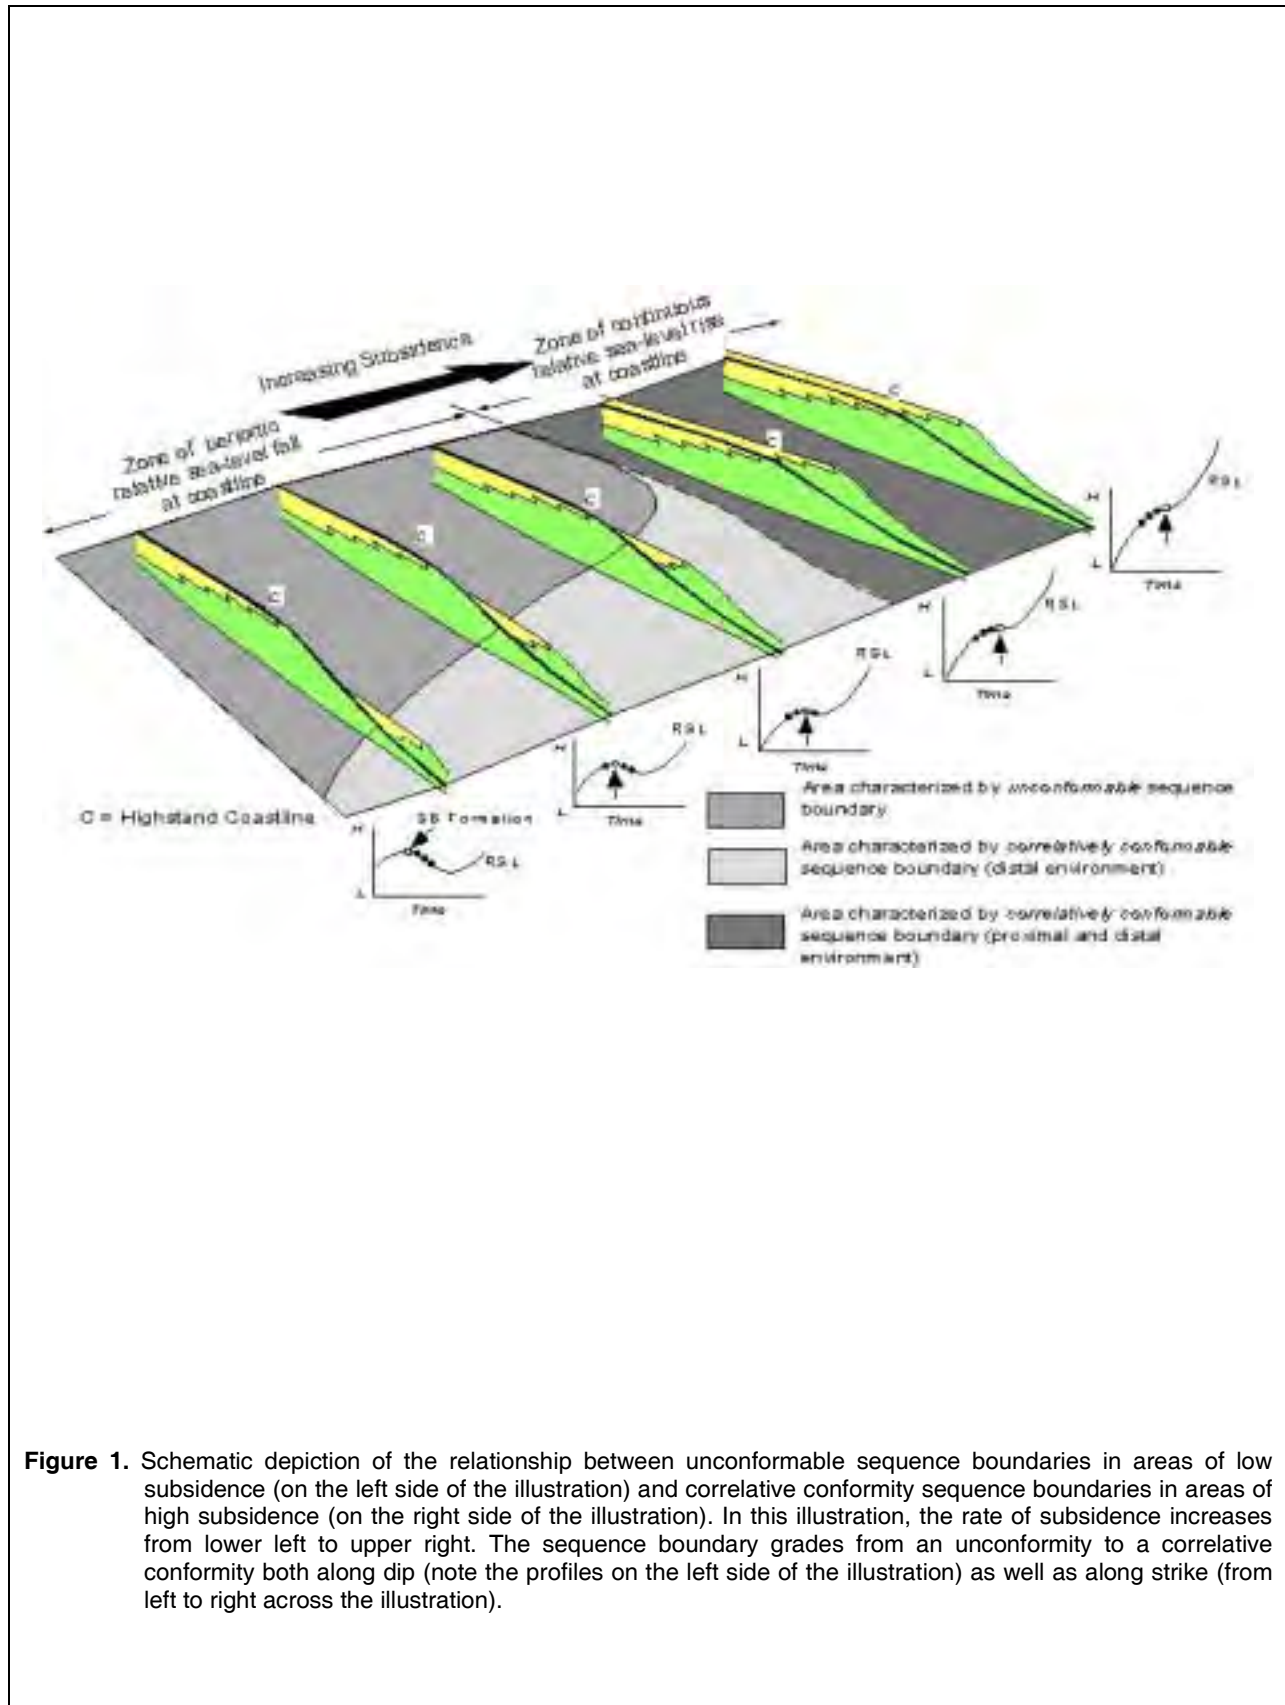 Increasing Subsidence
Zone of continuous
relative sea-level rise
at coastline
Zone of
relative sea-level fall
at coastline
C
C
C
C
C
H
RSL
L
Time
H
RSL
L
Time
H
RSL
L
Time
H
RSL
L
Time
C = Highstand Coastline
SB Formation
H
RSL
L
Time
Area characterized by unconformable sequence
boundary
Area characterized by correlatively conformable
sequence boundary (distal environment)
Area characterized by correlatively conformable
sequence boundary (proximal and distal
environment)
Figure 1. Schematic depiction of the relationship between unconformable sequence boundaries in areas of low
subsidence (on the left side of the illustration) and correlative conformity sequence boundaries in areas of
high subsidence (on the right side of the illustration). In this illustration, the rate of subsidence increases
from lower left to upper right. The sequence boundary grades from an unconformity to a correlative
conformity both along dip (note the profiles on the left side of the illustration) as well as along strike (from
left to right across the illustration).